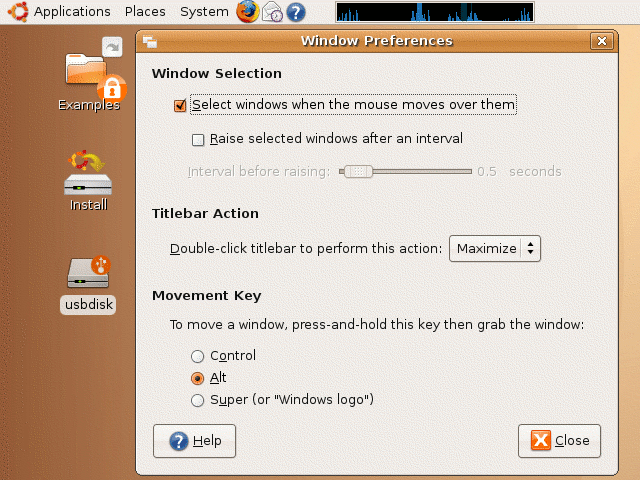 Applications Places System
Window Preferences
Examples
Install
usbdisk
Window Selection
Select windows when the mouse moves over them
Raise selected windows after an interval
Interval before raising: 0.5 seconds
Titlebar Action
Double-click titlebar to perform this action: Maximize
Movement Key
To move a window, press-and-hold this key then grab the window:
Control
Alt
Super (or "Windows logo")
Help
Close